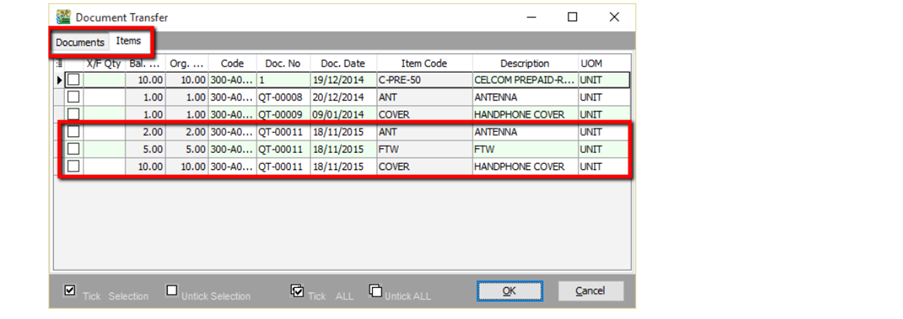 Document Transfer
Documents Items
X/F Qty Bal. ... Org. ... Code Doc. No Doc. Date Item Code Description UOM
10.00 10.00 300-A0... 1 19/12/2014 C-PRE-50 CELCOM PREPAID-R... UNIT
1.00 1.00 300-A0... QT-00008 20/12/2014 ANT ANTENNA UNIT
1.00 1.00 300-A0... QT-00009 09/01/2014 COVER HANDPHONE COVER UNIT
2.00 2.00 300-A0... QT-00011 18/11/2015 ANT ANTENNA UNIT
5.00 5.00 300-A0... QT-00011 18/11/2015 FTW FTW UNIT
10.00 10.00 300-A0... QT-00011 18/11/2015 COVER HANDPHONE COVER UNIT
Tick Selection Untick Selection Tick ALL Untick ALL OK Cancel